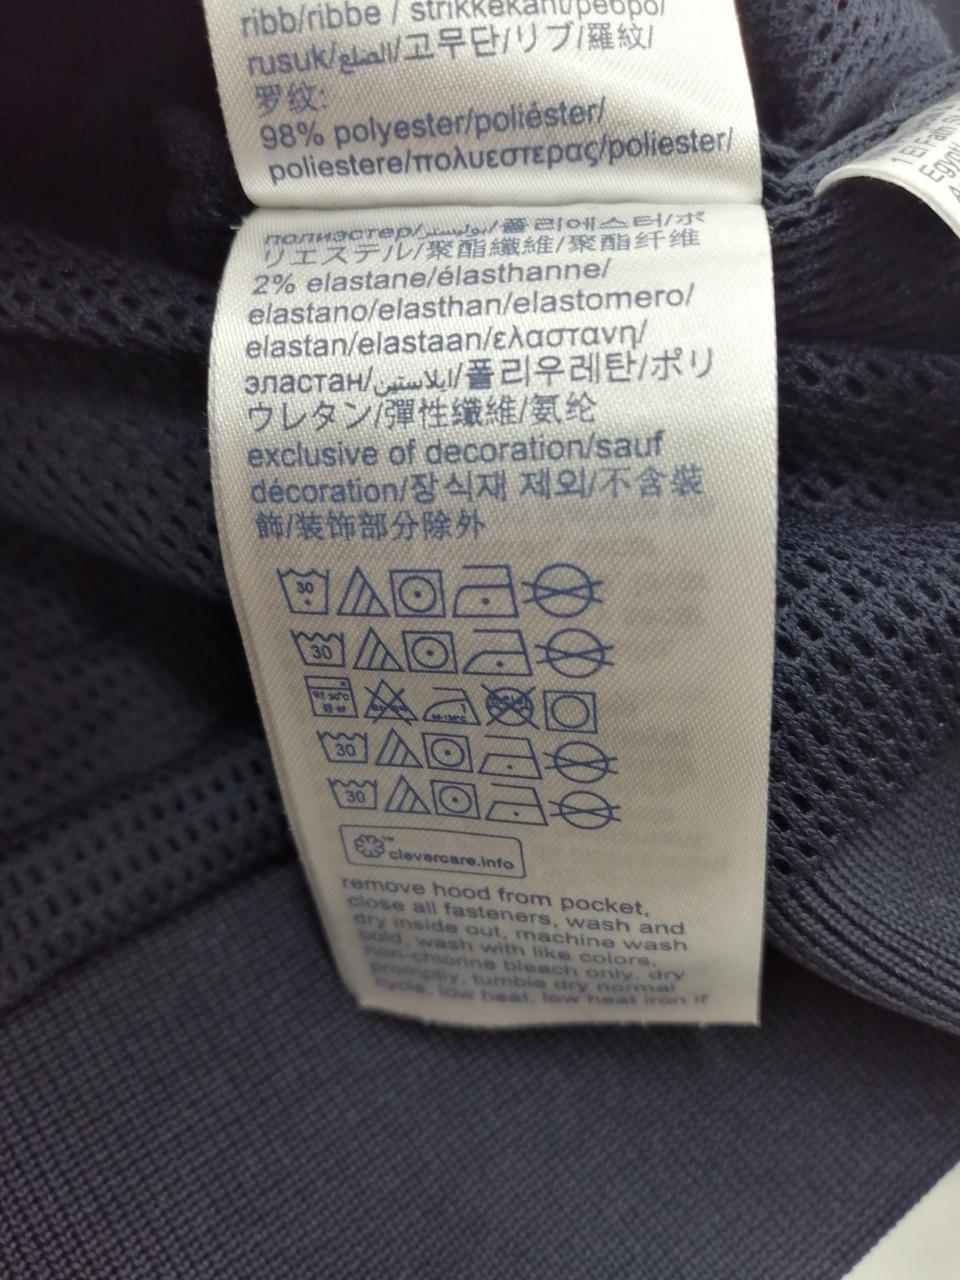 ribb/ribbe / strikkekant/ребро/
rusuk/الضلع/고무단/リブ/羅紋/
罗纹:
98% polyester/poliéster/
poliestere/πολυεστερας/poliester/
полиэстер/بوليستر/폴리에스터/ポ
リエステル/聚酯纖維/聚酯纤维
2% elastane/élasthanne/
elastano/elasthan/elastomero/
elastan/elastaan/ελαστανη/
эластан/ايلاستين/폴리우레탄/ポリ
ウレタン/彈性纖維/氨纶
exclusive of decoration/sauf
décoration/장식재 제외/不含裝
飾/装饰部分除外
30
30
30
30
™ clevercare.info
remove hood from pocket,
close all fasteners, wash and
dry inside out, machine wash
cold, wash with like colors,
non-chlorine bleach only, dry
promptly, tumble dry normal
cycle, low heat, low heat iron if
1 El Fath
Egypt